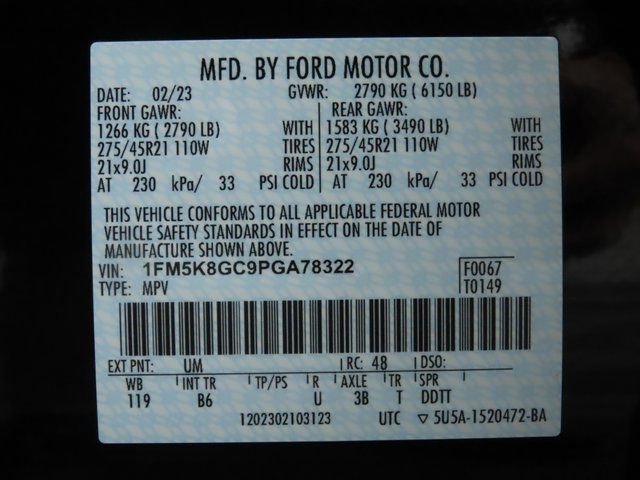 MFD. BY FORD MOTOR CO.
DATE: 02/23 GVWR: 2790 KG ( 6150 LB)
FRONT GAWR: REAR GAWR:
1266 KG ( 2790 LB) WITH 1583 KG ( 3490 LB) WITH
275/45R21 110W TIRES 275/45R21 110W TIRES
21x9.0J RIMS 21x9.0J RIMS
AT 230 kPa/ 33 PSI COLD AT 230 kPa/ 33 PSI COLD
THIS VEHICLE CONFORMS TO ALL APPLICABLE FEDERAL MOTOR
VEHICLE SAFETY STANDARDS IN EFFECT ON THE DATE OF
MANUFACTURE SHOWN ABOVE.
VIN: 1FM5K8GC9PGA78322 F0067
TYPE: MPV T0149
EXT PNT: UM RC: 48 DSO:
WB INT TR TP/PS R AXLE TR SPR
119 B6 U 3B T DDTT
1202302103123 UTC ▽ 5U5A-1520472-BA